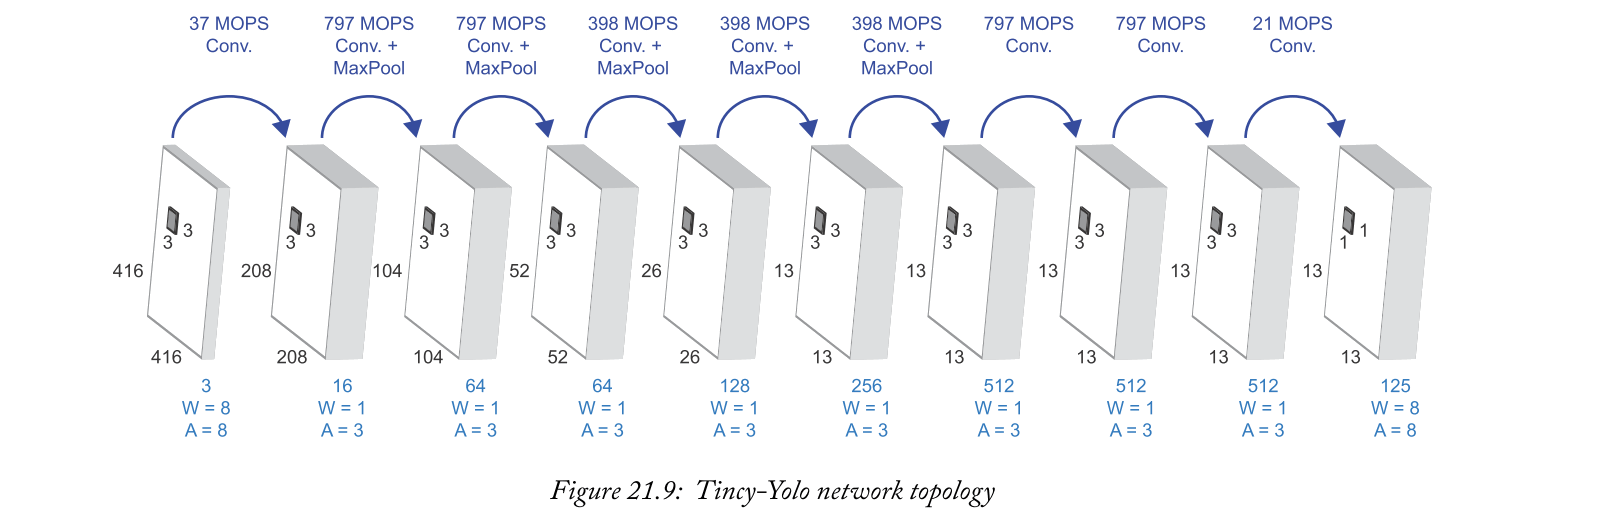 37 MOPS 797 MOPS 797 MOPS 398 MOPS 398 MOPS 398 MOPS 797 MOPS 797 MOPS 21 MOPS
Conv. Conv. + Conv. + Conv. + Conv. + Conv. + Conv. Conv. Conv.
MaxPool MaxPool MaxPool MaxPool MaxPool
3 3 3 3 3 3 3 3 3 1
3 3 3 3 3 3 3 3 3 1
416 208 104 52 26 13 13 13 13 13
416 208 104 52 26 13 13 13 13 13
3 16 64 64 128 256 512 512 512 125
W = 8 W = 1 W = 1 W = 1 W = 1 W = 1 W = 1 W = 1 W = 1 W = 8
A = 8 A = 3 A = 3 A = 3 A = 3 A = 3 A = 3 A = 3 A = 3 A = 8
Figure 21.9: Tincy-Yolo network topology